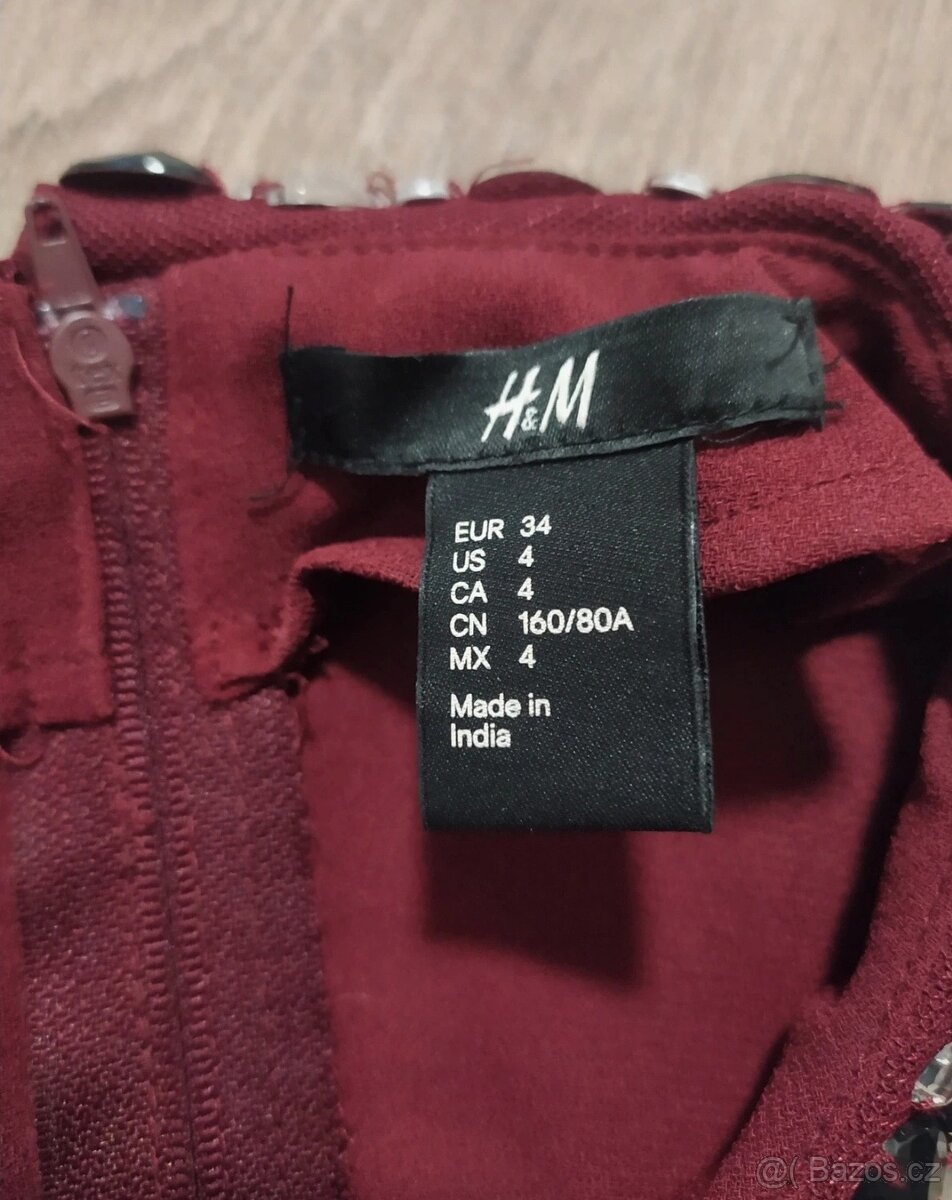 H&M
EUR 34
US 4
CA 4
CN 160/80A
MX 4
Made in
India
@( Bazos.cz